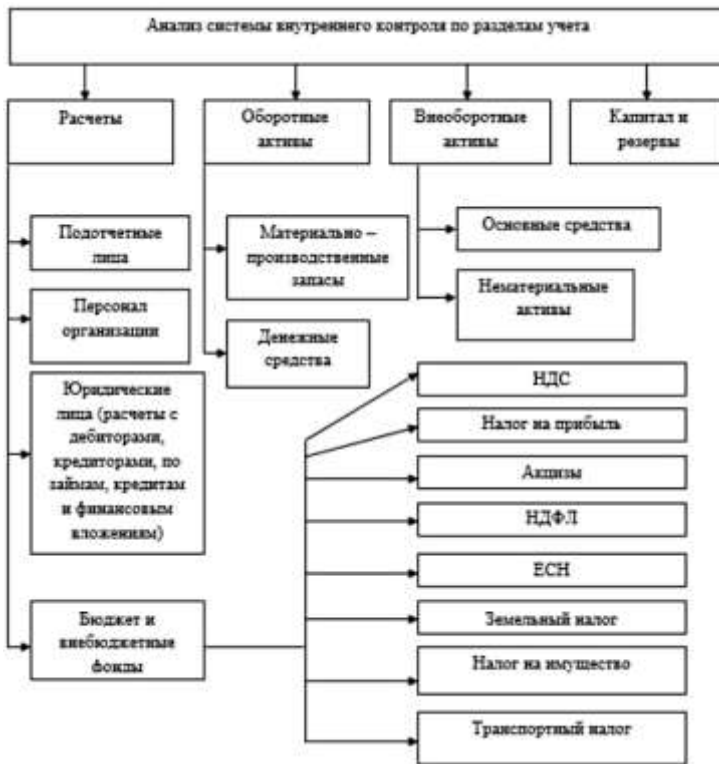 Анализ системы внутреннего контроля по разделам учета
Расчеты
Оборотные
активы
Внеоборотные
активы
Капитал и
резервы
Подотчетные
лица
Персонал
организации
Юридические
лица (расчеты с
дебиторами,
кредиторами, по
займам, кредитам
и финансовым
вложениям)
Бюджет и
внебюджетные
фонды
Материально –
производственные
запасы
Денежные
средства
Основные средства
Нематериальные
активы
НДС
Налог на прибыль
Акцизы
НДФЛ
ЕСН
Земельный налог
Налог на имущество
Транспортный налог